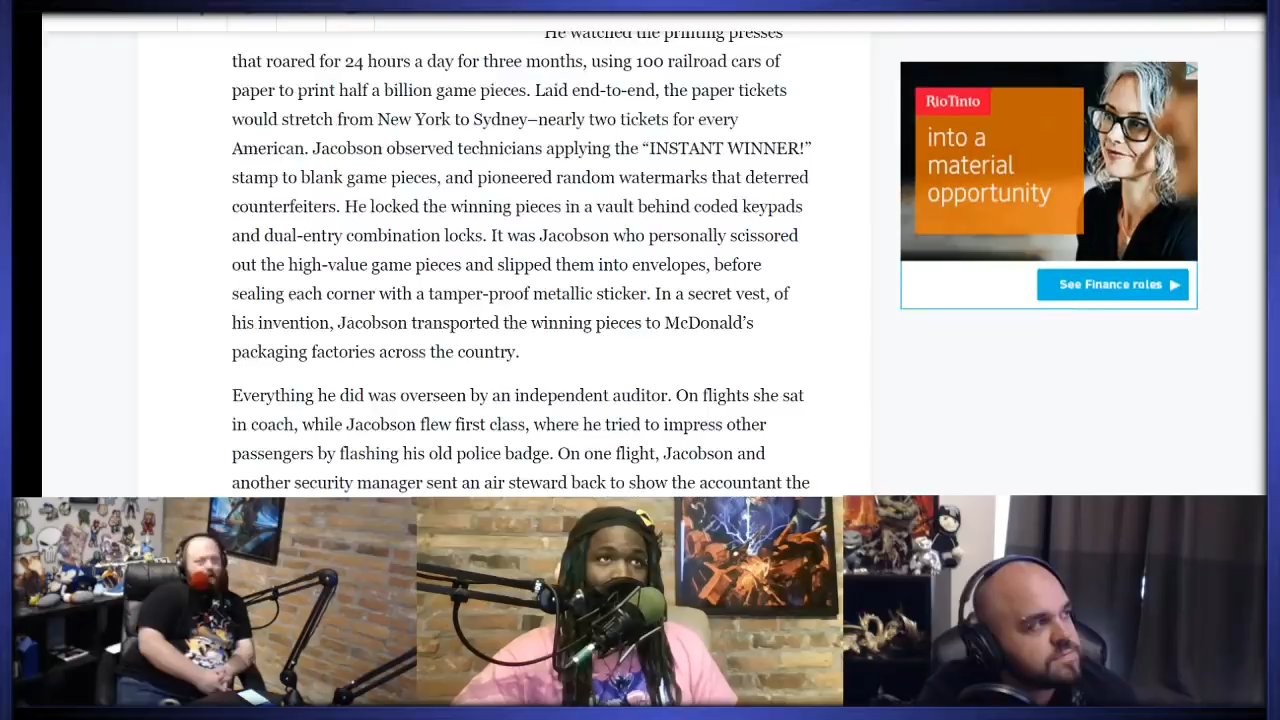 He watched the printing presses
that roared for 24 hours a day for three months, using 100 railroad cars of
paper to print half a billion game pieces. Laid end-to-end, the paper tickets
would stretch from New York to Sydney–nearly two tickets for every
American. Jacobson observed technicians applying the “INSTANT WINNER!”
stamp to blank game pieces, and pioneered random watermarks that deterred
counterfeiters. He locked the winning pieces in a vault behind coded keypads
and dual-entry combination locks. It was Jacobson who personally scissored
out the high-value game pieces and slipped them into envelopes, before
sealing each corner with a tamper-proof metallic sticker. In a secret vest, of
his invention, Jacobson transported the winning pieces to McDonald’s
packaging factories across the country.
Everything he did was overseen by an independent auditor. On flights she sat
in coach, while Jacobson flew first class, where he tried to impress other
passengers by flashing his old police badge. On one flight, Jacobson and
another security manager sent an air steward back to show the accountant the
RioTinto
into a
material
opportunity
See Finance roles